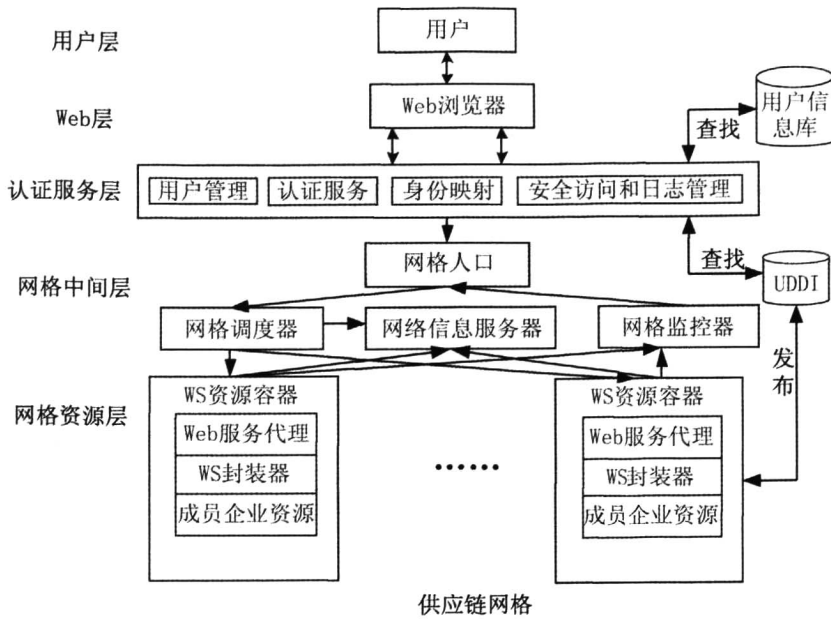 用户层
用户
Web层
Web浏览器
用户信
息库
查找
认证服务层
用户管理
认证服务
身份映射
安全访问和日志管理
网格人口
查找
网格中间层
UDDI
网格调度器
网络信息服务器
网格监控器
发
布
网格资源层
WS资源容器
Web服务代理
WS封装器
成员企业资源
······
WS资源容器
Web服务代理
WS封装器
成员企业资源
供应链网格